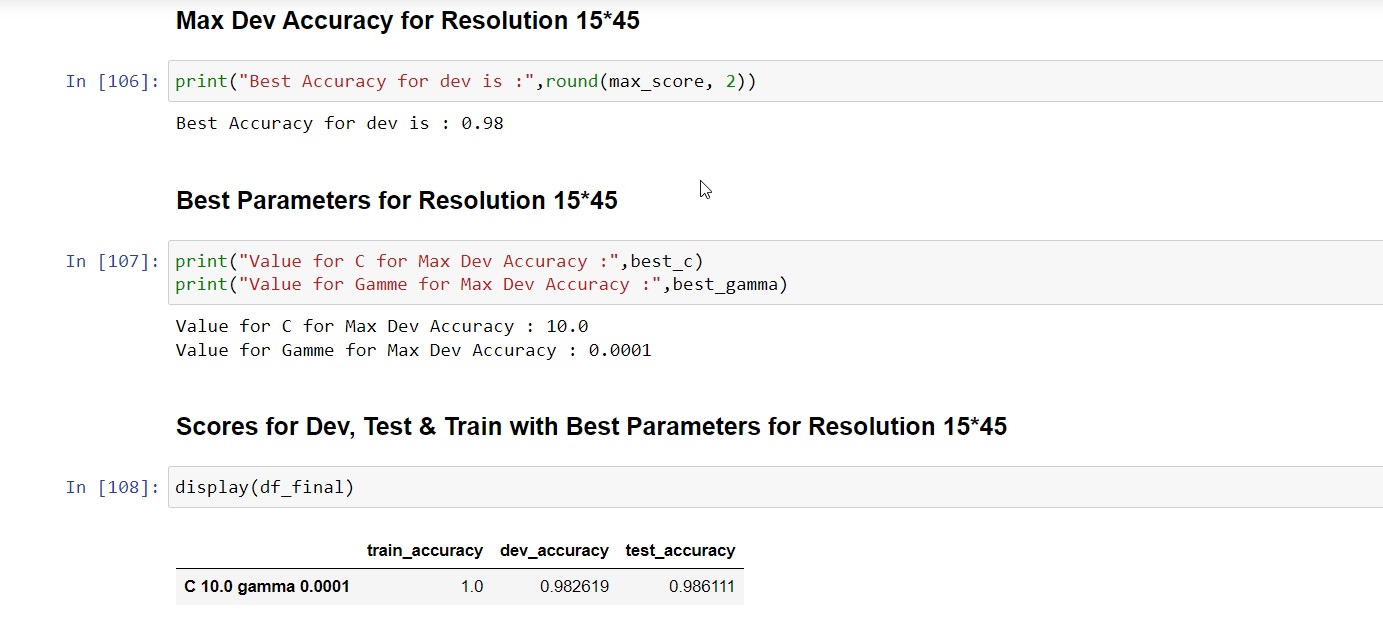 Max Dev Accuracy for Resolution 15*45
In [106]: print("Best Accuracy for dev is :",round(max_score, 2))
Best Accuracy for dev is : 0.98
Best Parameters for Resolution 15*45
In [107]: print("Value for C for Max Dev Accuracy :",best_c)
print("Value for Gamme for Max Dev Accuracy :",best_gamma)
Value for C for Max Dev Accuracy : 10.0
Value for Gamme for Max Dev Accuracy : 0.0001
Scores for Dev, Test & Train with Best Parameters for Resolution 15*45
In [108]: display(df_final)
train_accuracy dev_accuracy test_accuracy
C 10.0 gamma 0.0001 1.0 0.982619 0.986111